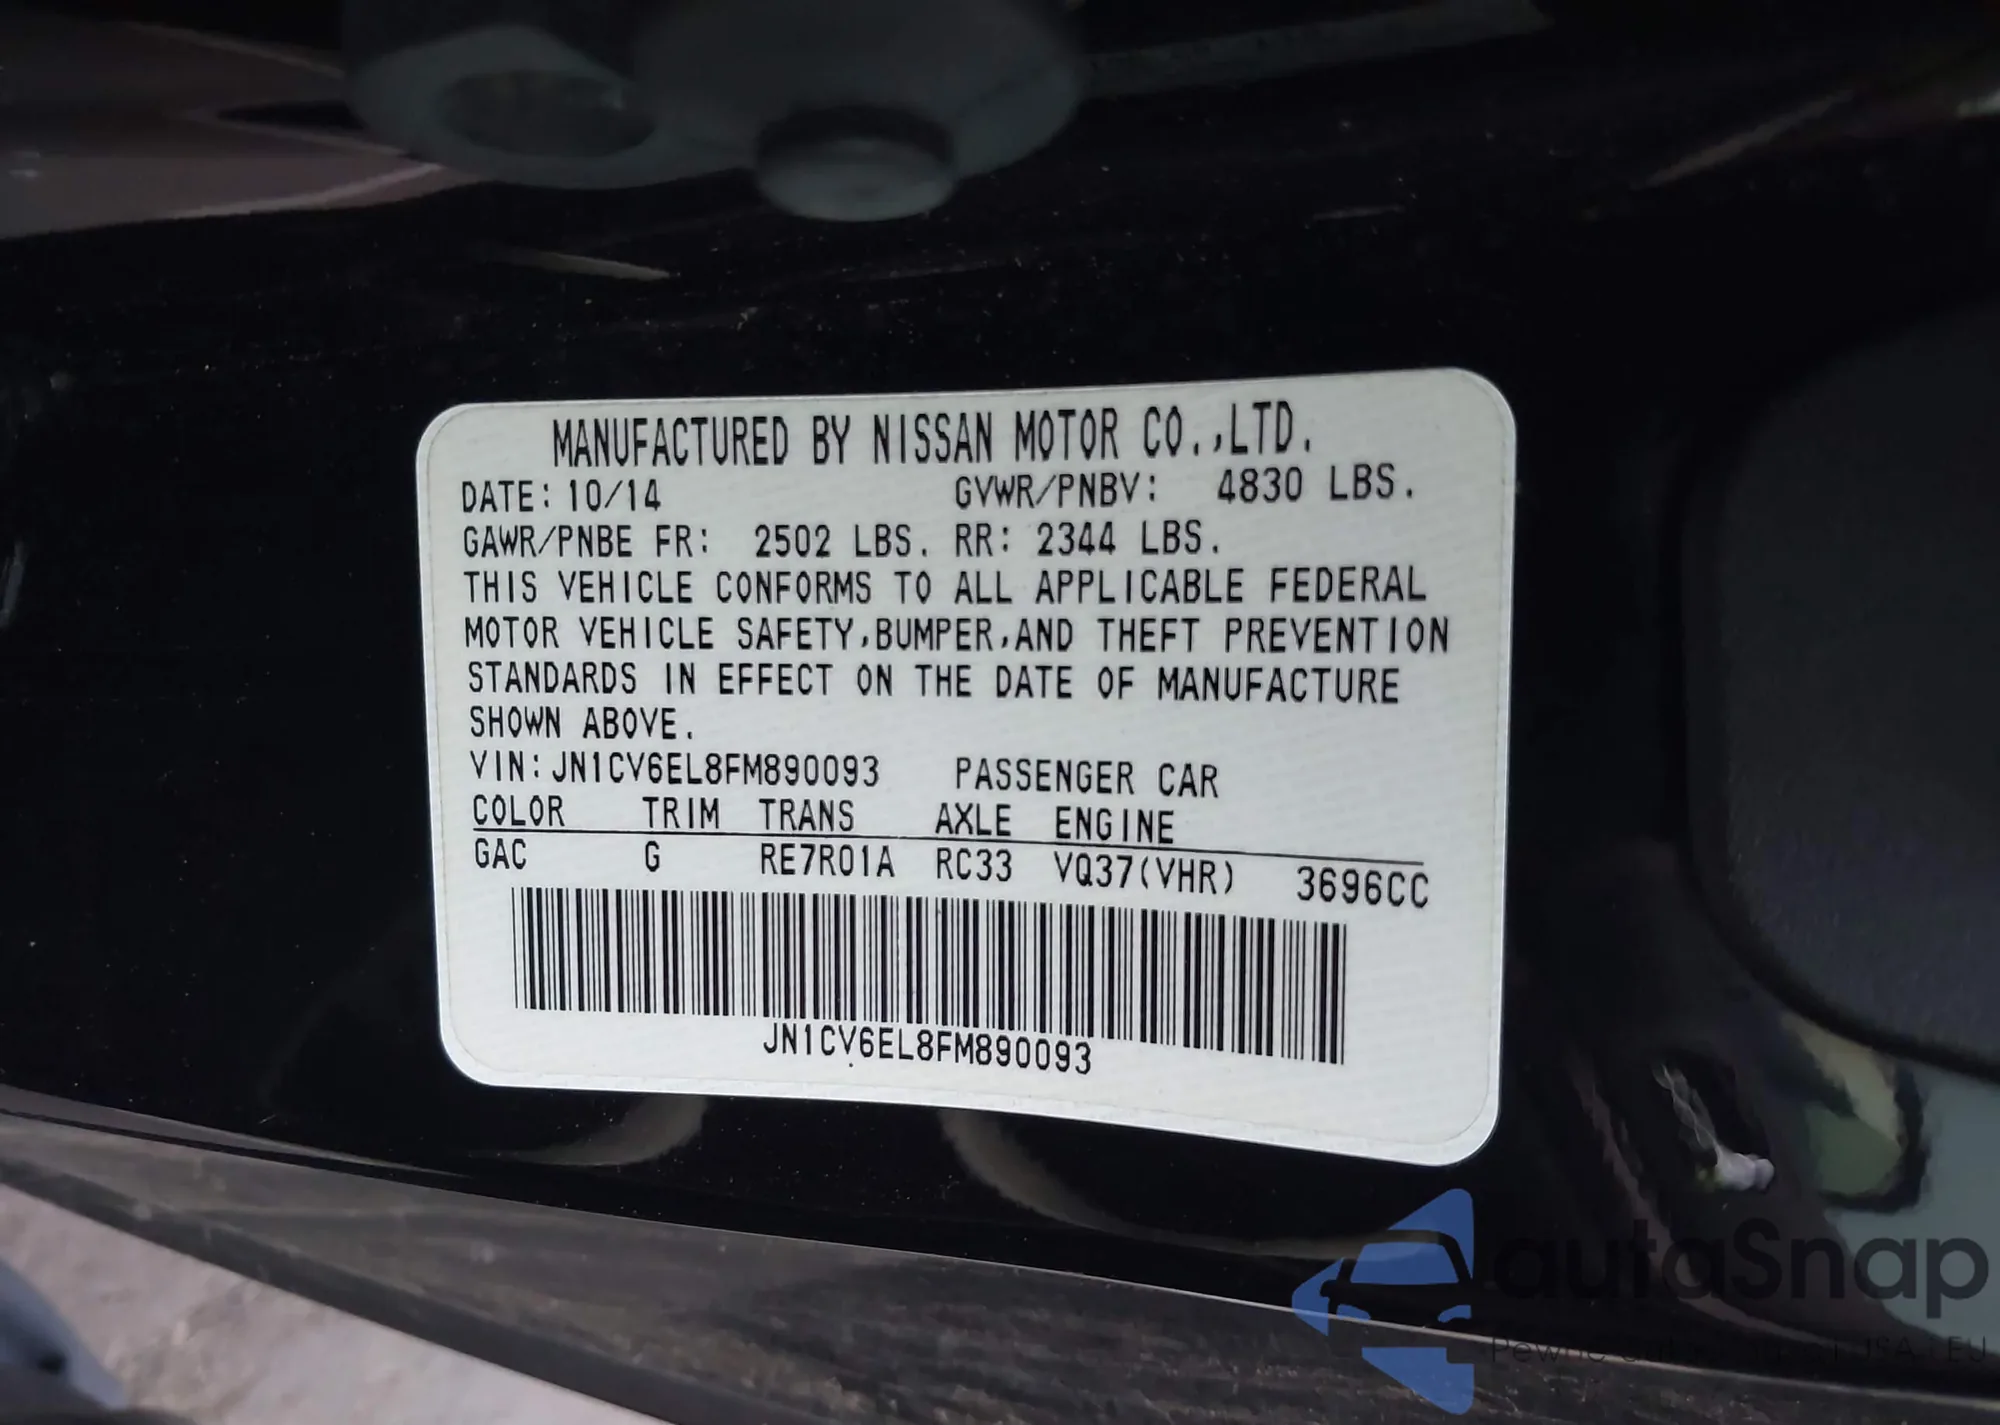 MANUFACTURED BY NISSAN MOTOR CO.,LTD.
DATE: 10/14 GVWR/PNBV: 4830 LBS.
GAWR/PNBE FR: 2502 LBS. RR: 2344 LBS.
THIS VEHICLE CONFORMS TO ALL APPLICABLE FEDERAL
MOTOR VEHICLE SAFETY,BUMPER,AND THEFT PREVENTION
STANDARDS IN EFFECT ON THE DATE OF MANUFACTURE
SHOWN ABOVE.
VIN:JN1CV6EL8FM890093 PASSENGER CAR
COLOR TRIM TRANS AXLE ENGINE
GAC G RE7R01A RC33 VQ37(VHR) 3696CC
JN1CV6EL8FM890093
autaSnap
USA
EU